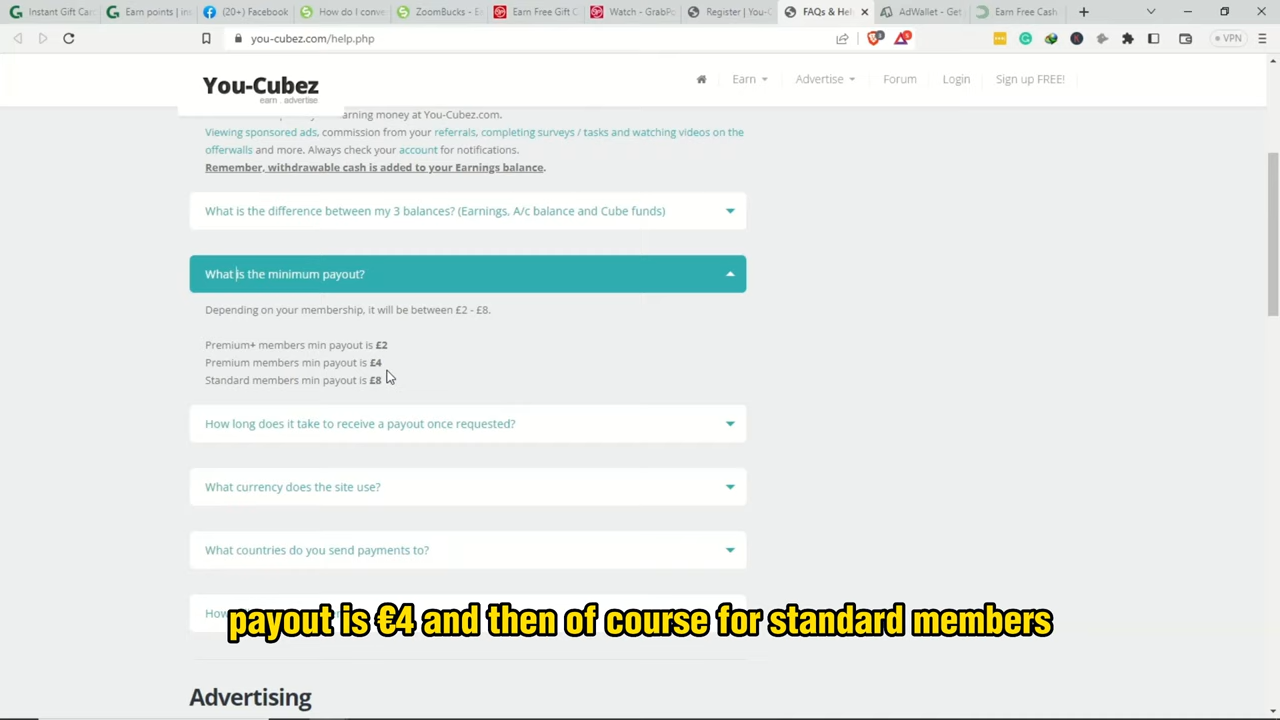 Instant Gift Car
Earn points | in
(20+) Facebook
How do I conve
ZoomBucks - E
Earn Free Gift C
Watch - GrabPo
Register | You-C
FAQs & Hel
AdWallet - Get
Earn Free Cash
you-cubez.com/help.php
VPN
You-Cubez
earn . advertise
Earn
Advertise
Forum
Login
Sign up FREE!
arning money at You-Cubez.com.
Viewing sponsored ads, commission from your referrals, completing surveys / tasks and watching videos on the
offerwalls and more. Always check your account for notifications.
Remember, withdrawable cash is added to your Earnings balance.
What is the difference between my 3 balances? (Earnings, A/c balance and Cube funds)
What is the minimum payout?
Depending on your membership, it will be between £2 - £8.
Premium+ members min payout is £2
Premium members min payout is £4
Standard members min payout is £8
How long does it take to receive a payout once requested?
What currency does the site use?
What countries do you send payments to?
payout is €4 and then of course for standard members
Advertising